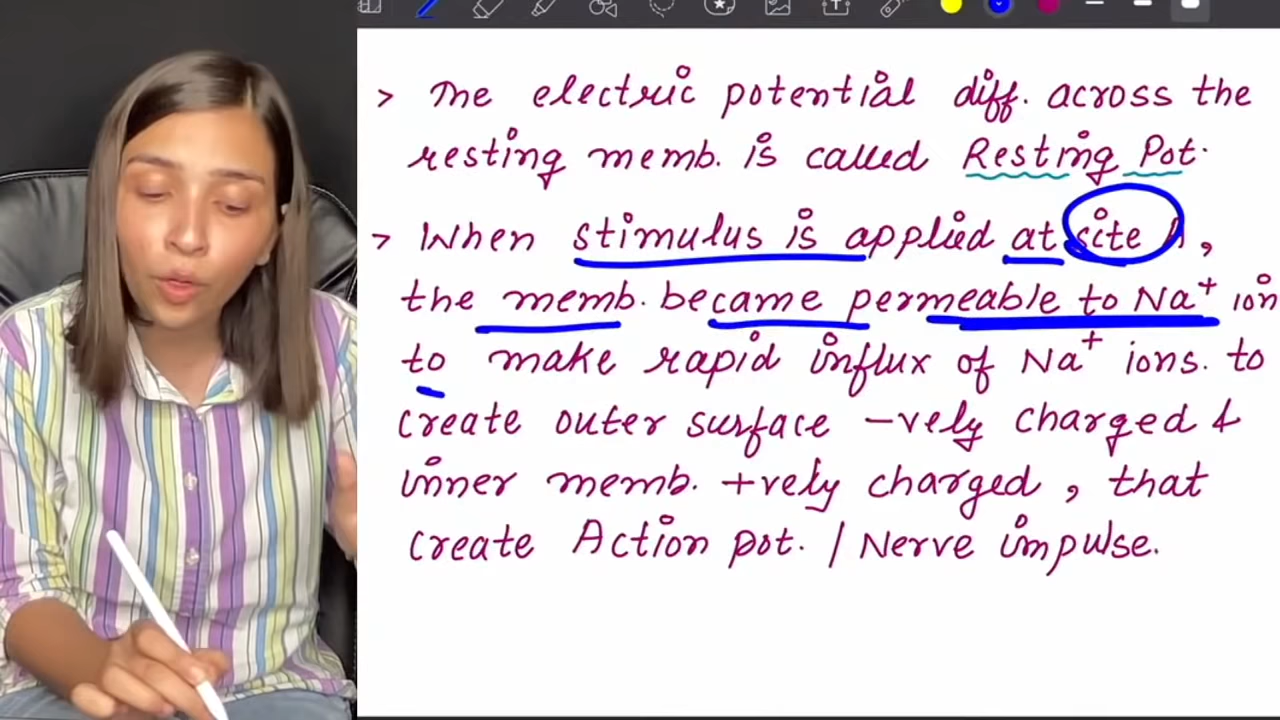 > The electric potential diff. across the
resting memb. is called Resting Pot.
> When stimulus is applied at site A,
the memb. became permeable to Na⁺ ion
to make rapid influx of Na⁺ ions. to
create outer surface -vely charged &
inner memb. +vely charged, that
create Action pot. / Nerve impulse.